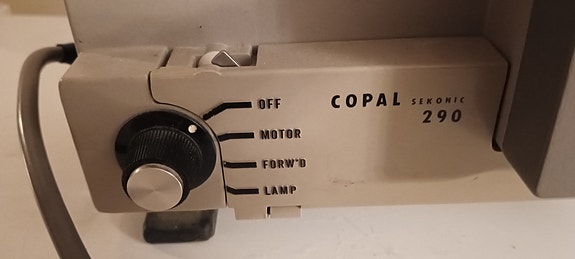 OFF
COPAL SEKONIC
290
MOTOR
FORW'D
LAMP